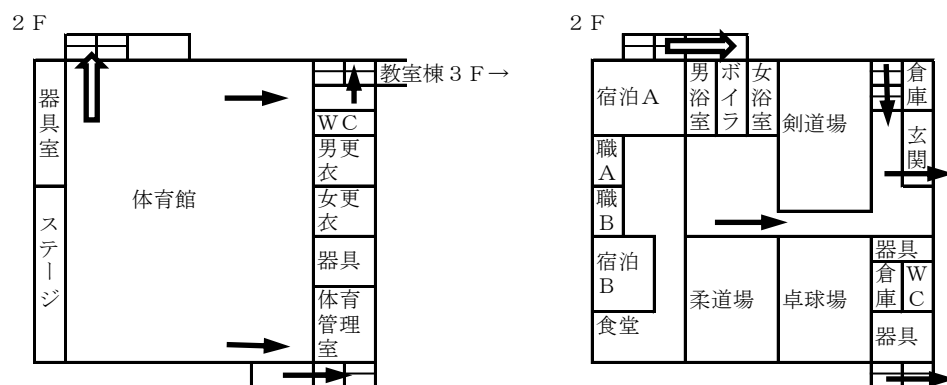 ２Ｆ
教室棟３Ｆ→
器具室
ＷＣ
男更衣
体育館
女更衣
ステージ
器具
体育管理室
２Ｆ
宿泊Ａ
男浴室
ボイラ
女浴室
剣道場
倉庫
玄関
職Ａ
職Ｂ
宿泊Ｂ
食堂
柔道場
卓球場
器具
倉庫
ＷＣ
器具